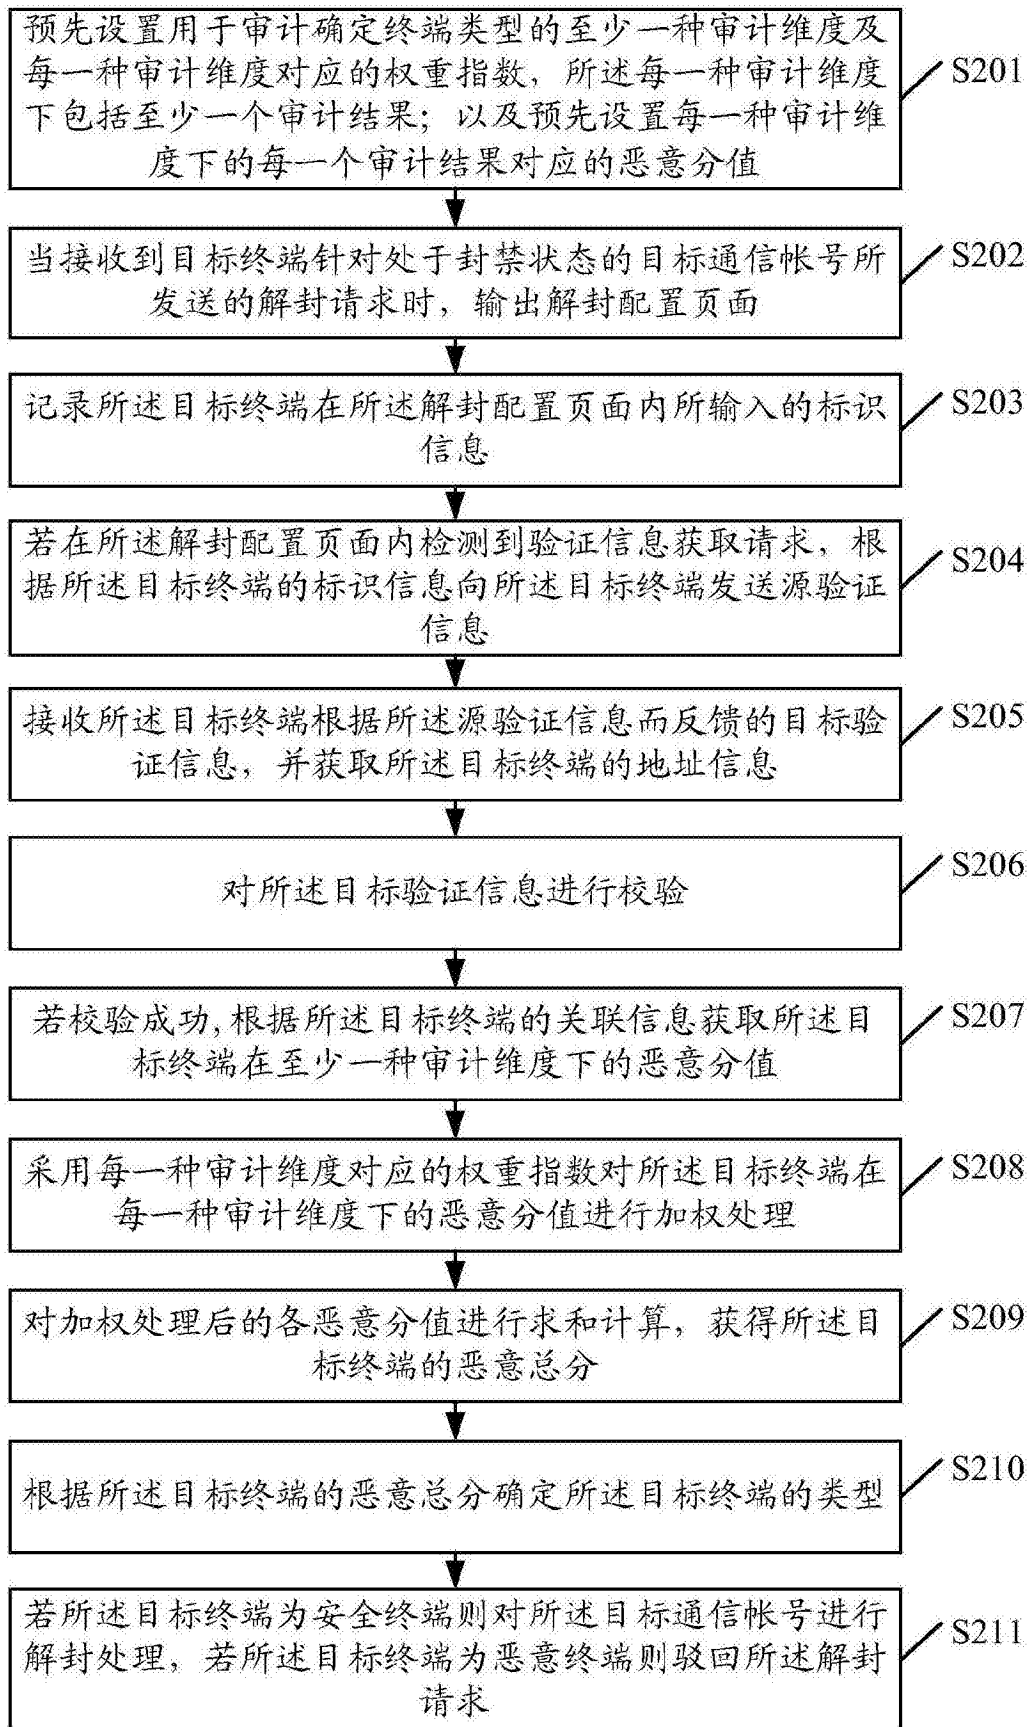 预先设置用于审计确定终端类型的至少一种审计维度及
每一种审计维度对应的权重指数，所述每一种审计维度
下包括至少一个审计结果；以及预先设置每一种审计维
度下的每一个审计结果对应的恶意分值
S201
当接收到目标终端针对处于封禁状态的目标通信帐号所
发送的解封请求时，输出解封配置页面
S202
记录所述目标终端在所述解封配置页面内所输入的标识
信息
S203
若在所述解封配置页面内检测到验证信息获取请求，根
据所述目标终端的标识信息向所述目标终端发送源验证
信息
S204
接收所述目标终端根据所述源验证信息而反馈的目标验
证信息，并获取所述目标终端的地址信息
S205
对所述目标验证信息进行校验
S206
若校验成功,根据所述目标终端的关联信息获取所述目
标终端在至少一种审计维度下的恶意分值
S207
采用每一种审计维度对应的权重指数对所述目标终端在
每一种审计维度下的恶意分值进行加权处理
S208
对加权处理后的各恶意分值进行求和计算，获得所述目
标终端的恶意总分
S209
根据所述目标终端的恶意总分确定所述目标终端的类型
S210
若所述目标终端为安全终端则对所述目标通信帐号进行
解封处理，若所述目标终端为恶意终端则驳回所述解封
请求
S211